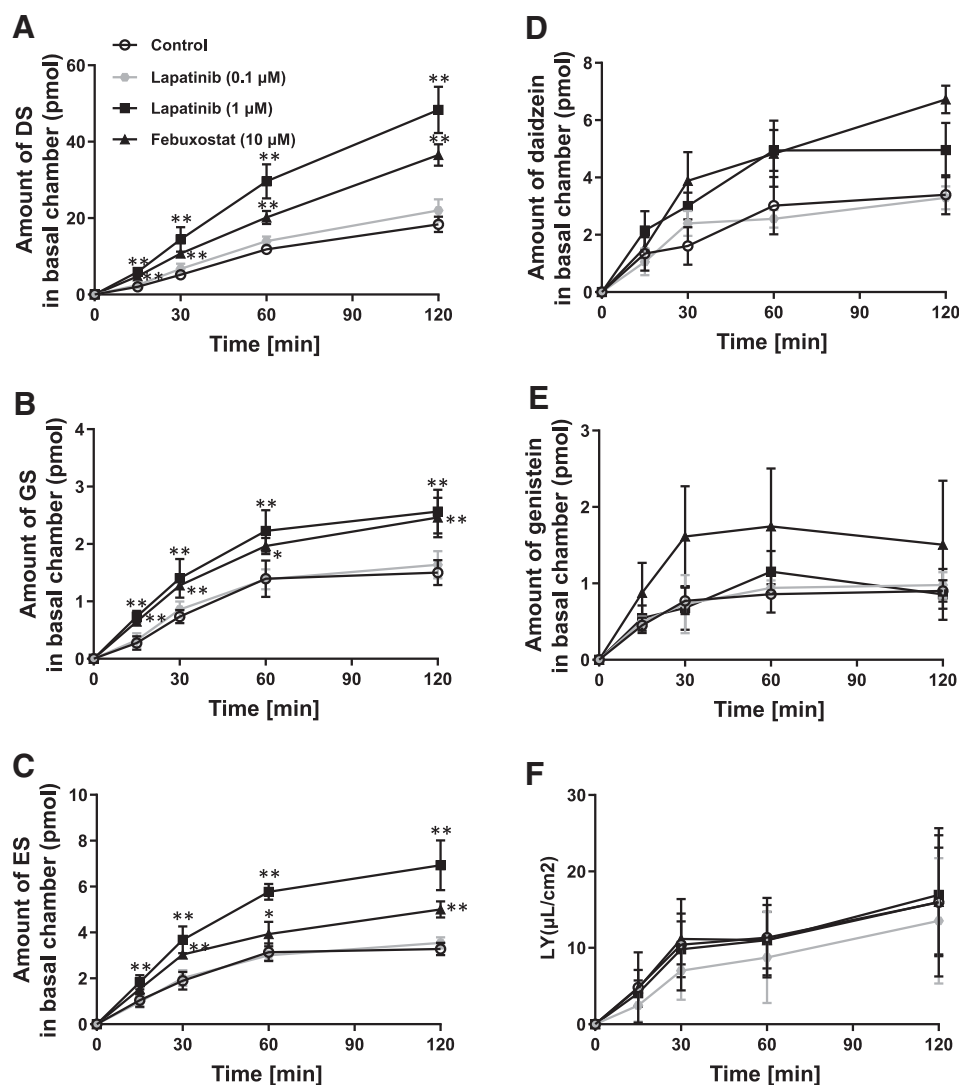 A
Control
Lapatinib (0.1 µM)
Lapatinib (1 µM)
Febuxostat (10 µM)
Amount of DS
in basal chamber (pmol)
60
40
20
0
** ** ** ** ** ** ** **
0 30 60 90 120
Time [min]
B
Amount of GS
in basal chamber (pmol)
4
3
2
1
0
** ** ** ** ** * ** **
0 30 60 90 120
Time [min]
C
Amount of ES
in basal chamber (pmol)
10
8
6
4
2
0
** ** ** ** * ** **
0 30 60 90 120
Time [min]
D
Amount of daidzein
in basal chamber (pmol)
8
6
4
2
0
0 30 60 90 120
Time [min]
E
Amount of genistein
in basal chamber (pmol)
3
2
1
0
0 30 60 90 120
Time [min]
F
LY(µL/cm2)
30
20
10
0
0 30 60 90 120
Time [min]